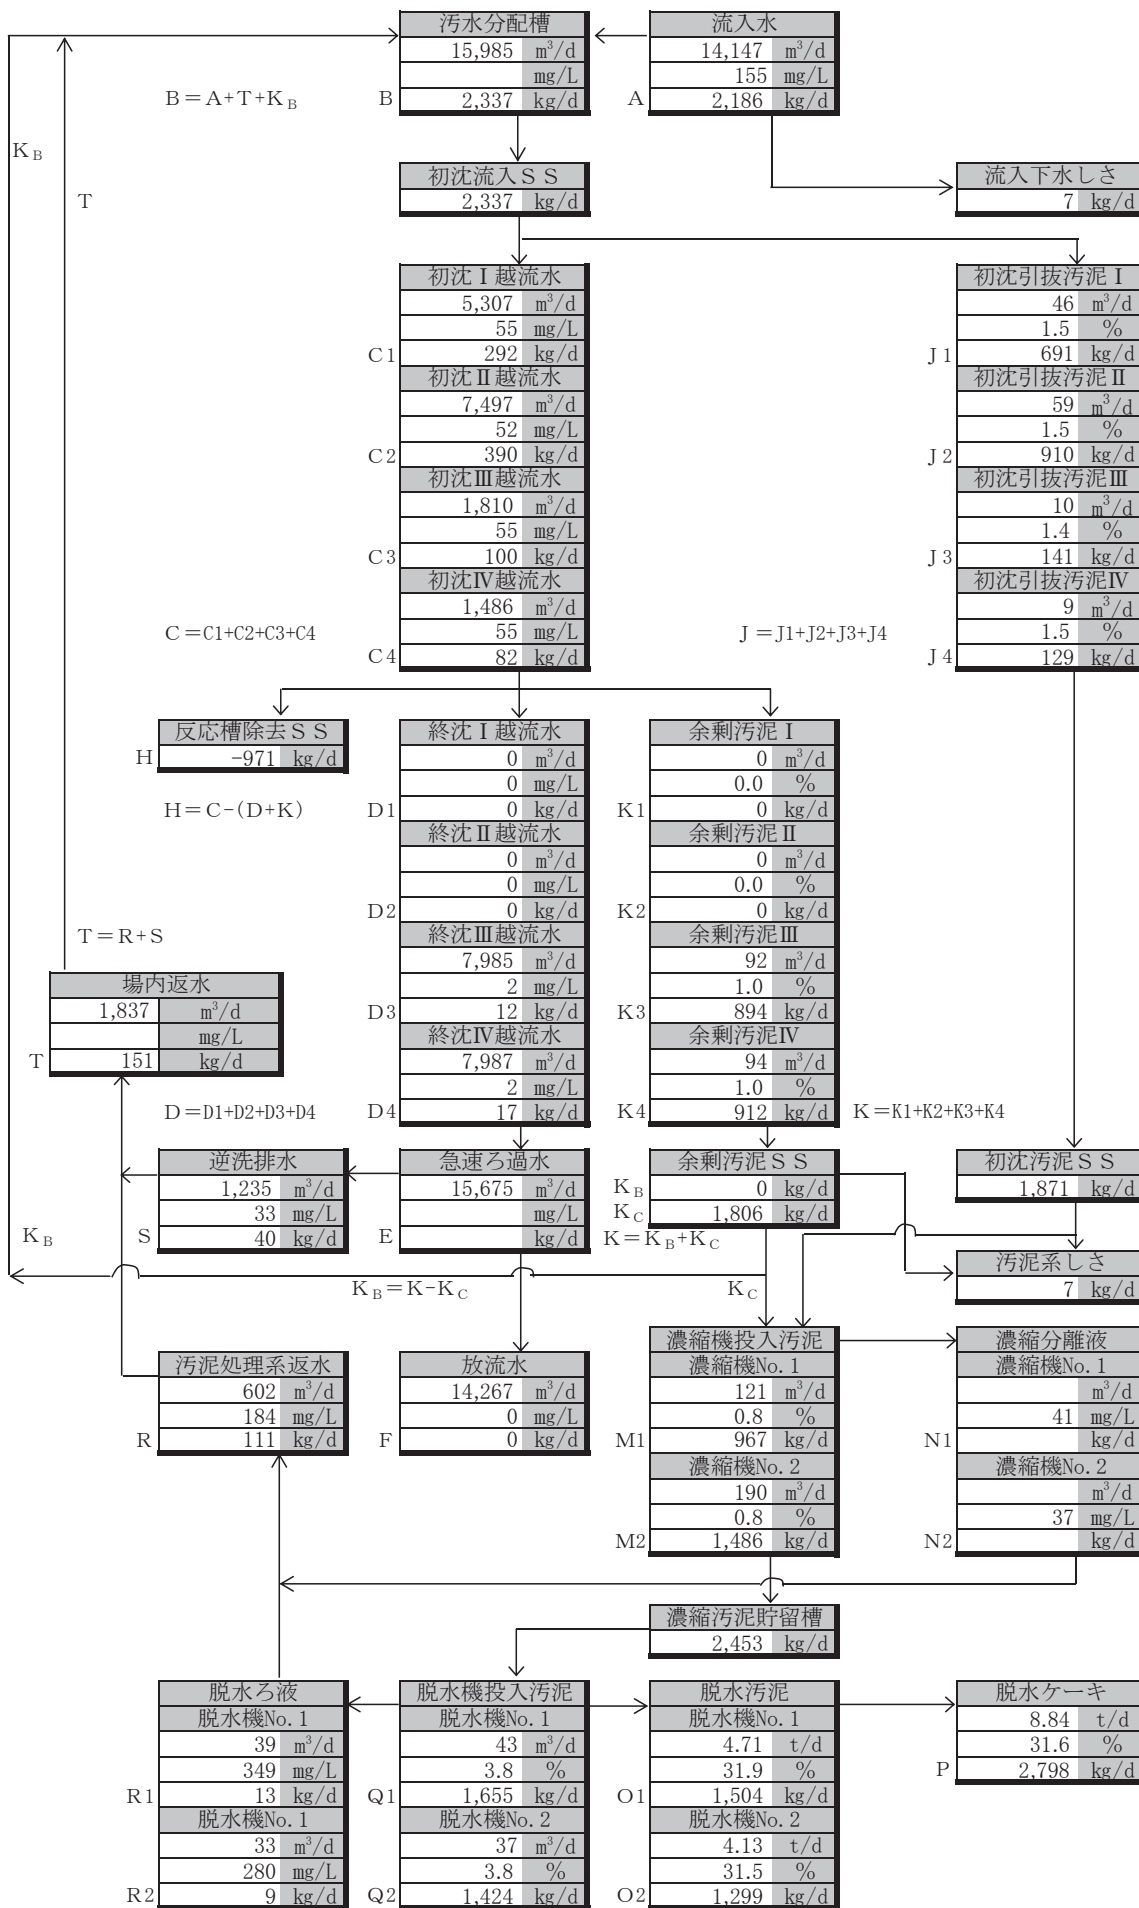 汚水分配槽
15,985 m³/d
mg/L
B 2,337 kg/d
流入水
14,147 m³/d
155 mg/L
A 2,186 kg/d
B=A+T+K_B
K_B
T
初沈流入SS
2,337 kg/d
流入下水しさ
7 kg/d
初沈Ⅰ越流水
5,307 m³/d
55 mg/L
C1 292 kg/d
初沈Ⅱ越流水
7,497 m³/d
52 mg/L
C2 390 kg/d
初沈Ⅲ越流水
1,810 m³/d
55 mg/L
C3 100 kg/d
初沈Ⅳ越流水
1,486 m³/d
55 mg/L
C4 82 kg/d
C=C1+C2+C3+C4
初沈引抜汚泥Ⅰ
46 m³/d
1.5 %
J1 691 kg/d
初沈引抜汚泥Ⅱ
59 m³/d
1.5 %
J2 910 kg/d
初沈引抜汚泥Ⅲ
10 m³/d
1.4 %
J3 141 kg/d
初沈引抜汚泥Ⅳ
9 m³/d
1.5 %
J4 129 kg/d
J=J1+J2+J3+J4
反応槽除去SS
H -971 kg/d
H=C-(D+K)
終沈Ⅰ越流水
0 m³/d
0 mg/L
D1 0 kg/d
終沈Ⅱ越流水
0 m³/d
0 mg/L
D2 0 kg/d
終沈Ⅲ越流水
7,985 m³/d
2 mg/L
D3 12 kg/d
終沈Ⅳ越流水
7,987 m³/d
2 mg/L
D4 17 kg/d
D=D1+D2+D3+D4
余剰汚泥Ⅰ
0 m³/d
0.0 %
K1 0 kg/d
余剰汚泥Ⅱ
0 m³/d
0.0 %
K2 0 kg/d
余剰汚泥Ⅲ
92 m³/d
1.0 %
K3 894 kg/d
余剰汚泥Ⅳ
94 m³/d
1.0 %
K4 912 kg/d
K=K1+K2+K3+K4
T=R+S
場内返水
1,837 m³/d
mg/L
T 151 kg/d
逆洗排水
1,235 m³/d
33 mg/L
S 40 kg/d
急速ろ過水
15,675 m³/d
mg/L
E kg/d
余剰汚泥SS
K_B 0 kg/d
K_C 1,806 kg/d
K=K_B+K_C
初沈汚泥SS
1,871 kg/d
汚泥系しさ
7 kg/d
K_B
K_B=K-K_C
K_C
汚泥処理系返水
602 m³/d
184 mg/L
R 111 kg/d
放流水
14,267 m³/d
0 mg/L
F 0 kg/d
濃縮機投入汚泥
濃縮機No.1
121 m³/d
0.8 %
M1 967 kg/d
濃縮機No.2
190 m³/d
0.8 %
M2 1,486 kg/d
濃縮分離液
濃縮機No.1
m³/d
41 mg/L
N1 kg/d
濃縮機No.2
m³/d
37 mg/L
N2 kg/d
濃縮汚泥貯留槽
2,453 kg/d
脱水ろ液
脱水機No.1
39 m³/d
349 mg/L
R1 13 kg/d
脱水機No.1
33 m³/d
280 mg/L
R2 9 kg/d
脱水機投入汚泥
脱水機No.1
43 m³/d
3.8 %
Q1 1,655 kg/d
脱水機No.2
37 m³/d
3.8 %
Q2 1,424 kg/d
脱水汚泥
脱水機No.1
4.71 t/d
31.9 %
O1 1,504 kg/d
脱水機No.2
4.13 t/d
31.5 %
O2 1,299 kg/d
脱水ケーキ
8.84 t/d
31.6 %
P 2,798 kg/d